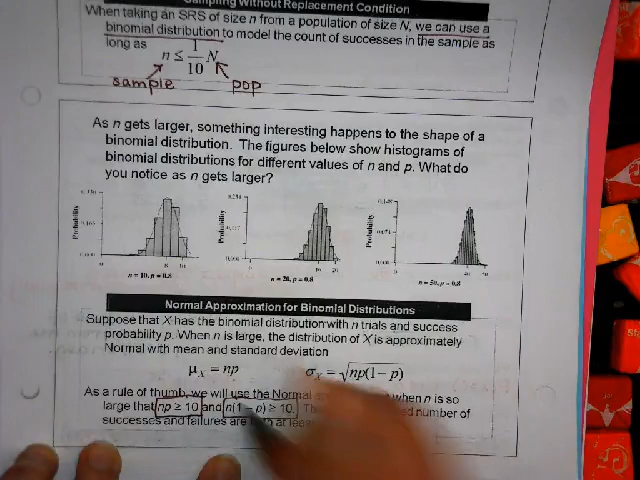 Sampling Without Replacement Condition
When taking an SRS of size n from a population of size N, we can use a
binomial distribution to model the count of successes in the sample as
long as
n ≤ 1/10 N
sample pop
As n gets larger, something interesting happens to the shape of a
binomial distribution. The figures below show histograms of
binomial distributions for different values of n and p. What do
you notice as n gets larger?
Probability Probability Probability
n = 10, p = 0.8 n = 20, p = 0.8 n = 50, p = 0.8
Normal Approximation for Binomial Distributions
Suppose that X has the binomial distribution with n trials and success
probability p. When n is large, the distribution of X is approximately
Normal with mean and standard deviation
μX = np σX = √np(1 – p)
As a rule of thumb, we will use the Normal when n is so
large that np ≥ 10 and n(1 – p) ≥ 10. number of
successes and failures are